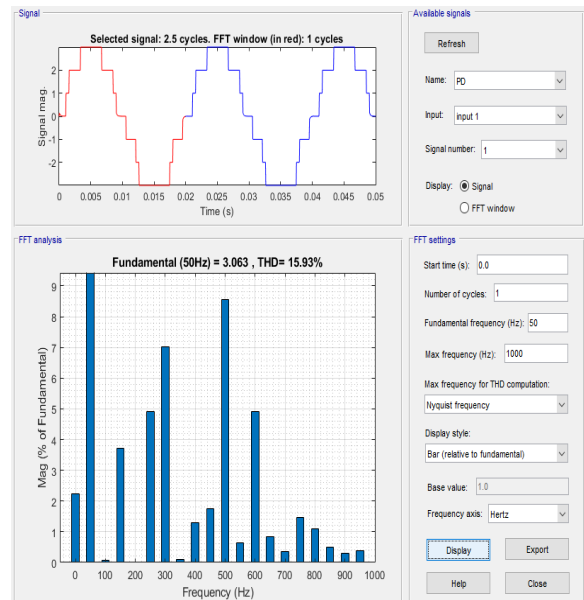 Signal
Selected signal: 2.5 cycles. FFT window (in red): 1 cycles
Signal mag.
2
1
0
-1
-2
0 0.005 0.01 0.015 0.02 0.025 0.03 0.035 0.04 0.045 0.05
Time (s)
Available signals
Refresh
Name: PD
Input: input 1
Signal number: 1
Display: Signal
FFT window
FFT analysis
Fundamental (50Hz) = 3.063 , THD= 15.93%
Mag (% of Fundamental)
9
8
7
6
5
4
3
2
1
0
0 100 200 300 400 500 600 700 800 900 1000
Frequency (Hz)
FFT settings
Start time (s): 0.0
Number of cycles: 1
Fundamental frequency (Hz): 50
Max frequency (Hz): 1000
Max frequency for THD computation:
Nyquist frequency
Display style:
Bar (relative to fundamental)
Base value: 1.0
Frequency axis: Hertz
Display Export
Help Close